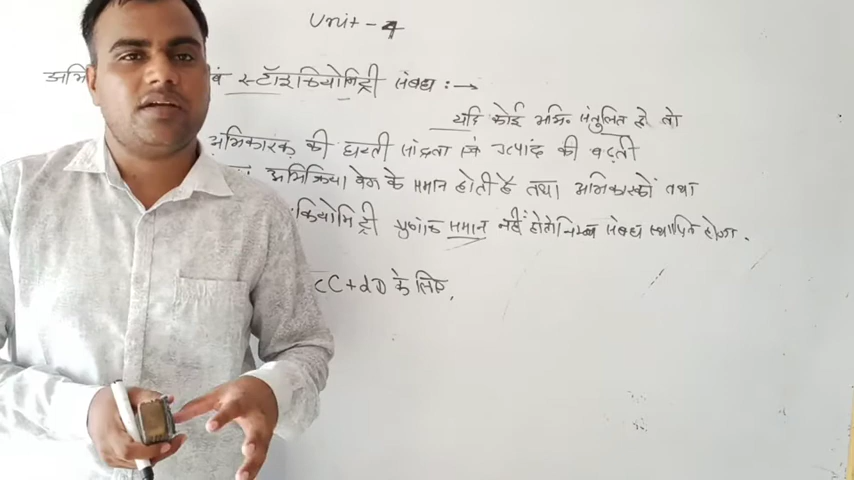 Unit - 4
स्टॉइकियोमिट्री संबंध :→
यदि कोई अभि॰ संतुलित हो तो
अभिकारक की घटती सांद्रता एवं उत्पाद की बढ़ती
अभिक्रिया वेग के समान होती है तथा अभिकारकों तथा
कियोमिट्री गुणांक समान नहीं होते निम्न संबंध स्थापित होगा.
cC + dD के लिए,